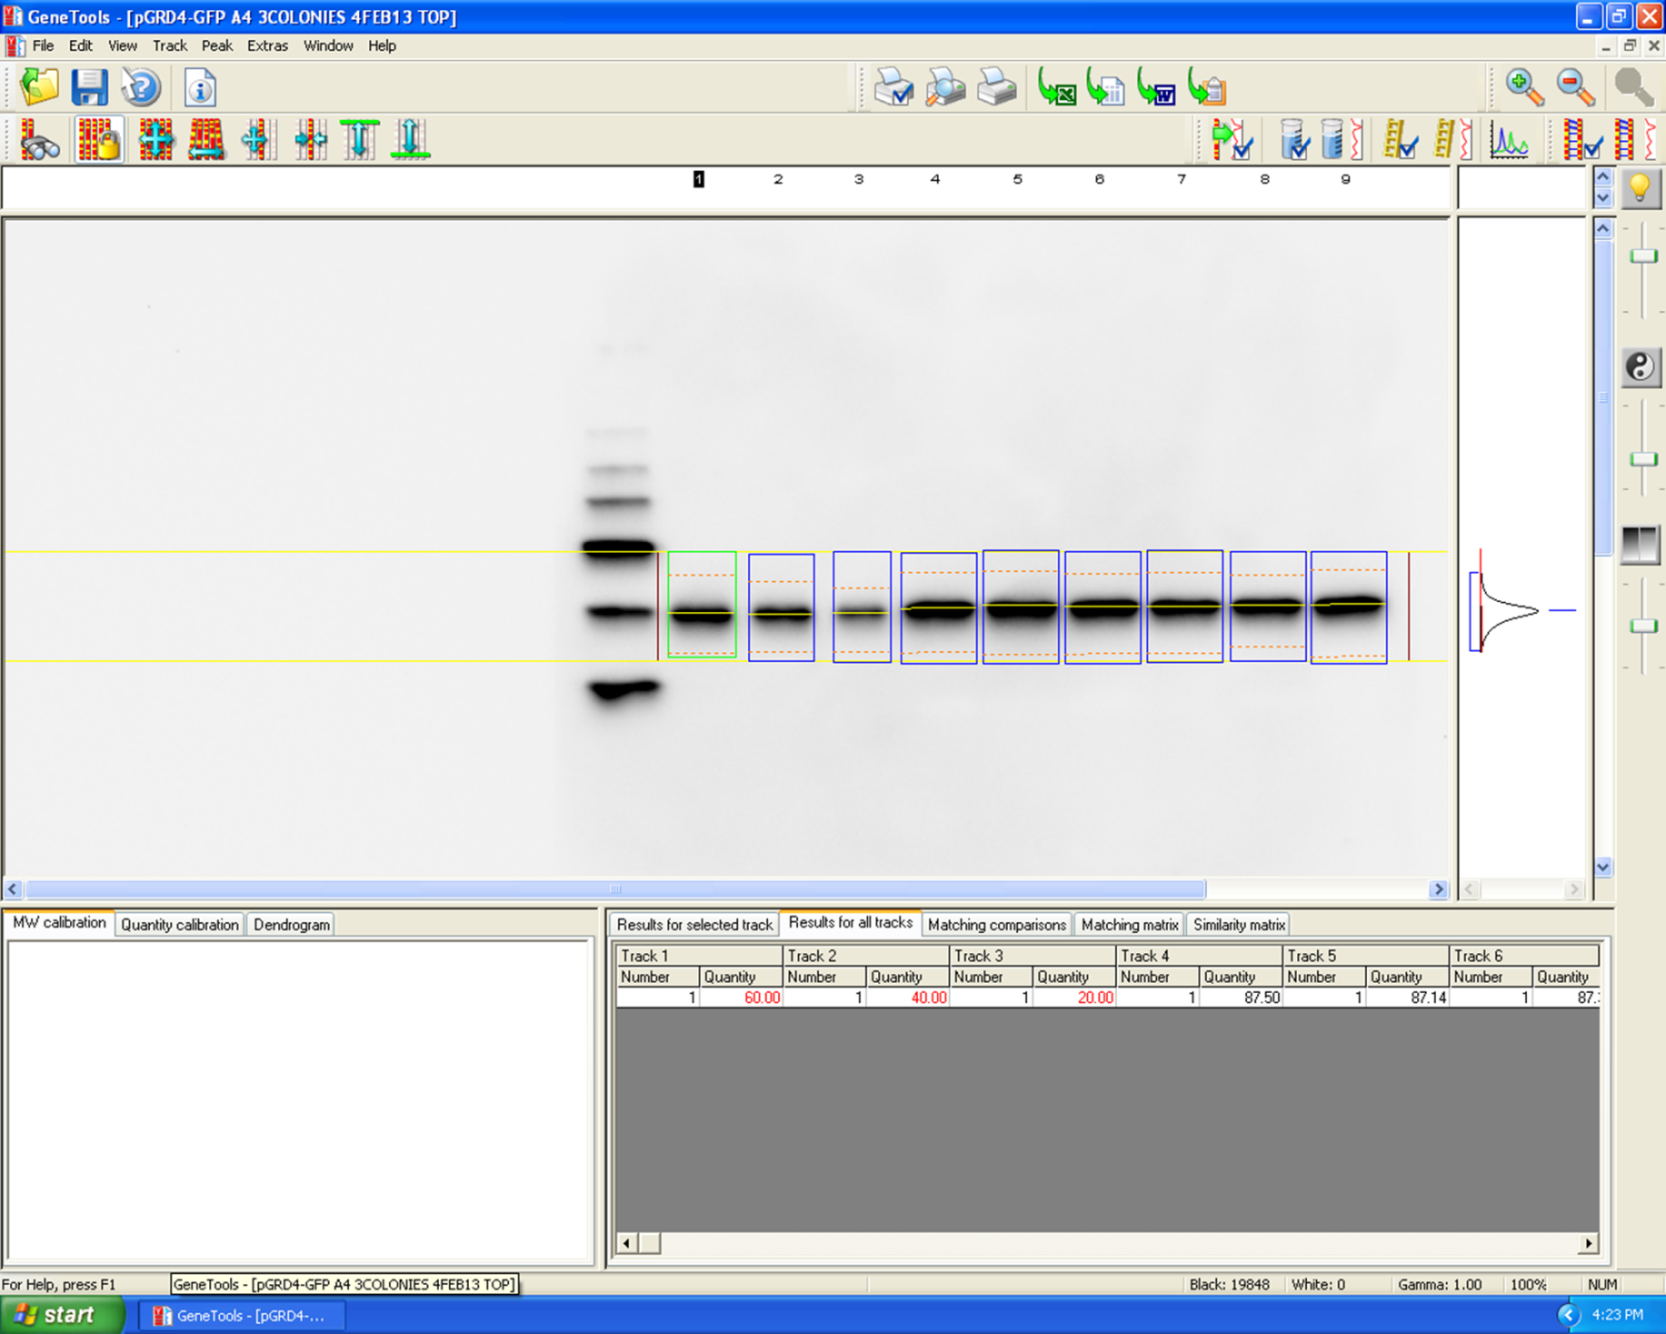 GeneTools - [pGRD4-GFP A4 3COLONIES 4FEB13 TOP]
File Edit View Track Peak Extras Window Help
1 2 3 4 5 6 7 8 9
MW calibration Quantity calibration Dendrogram
Results for selected track Results for all tracks Matching comparisons Matching matrix Similarity matrix
Track 1 Track 2 Track 3 Track 4 Track 5 Track 6
Number Quantity Number Quantity Number Quantity Number Quantity Number Quantity Number Quantity
1 60.00 1 40.00 1 20.00 1 87.50 1 87.14 1 87.
For Help, press F1
GeneTools - [pGRD4-GFP A4 3COLONIES 4FEB13 TOP]
Black: 19848 White: 0 Gamma: 1.00 100% NUM
start
GeneTools - [pGRD4-...
4:23 PM